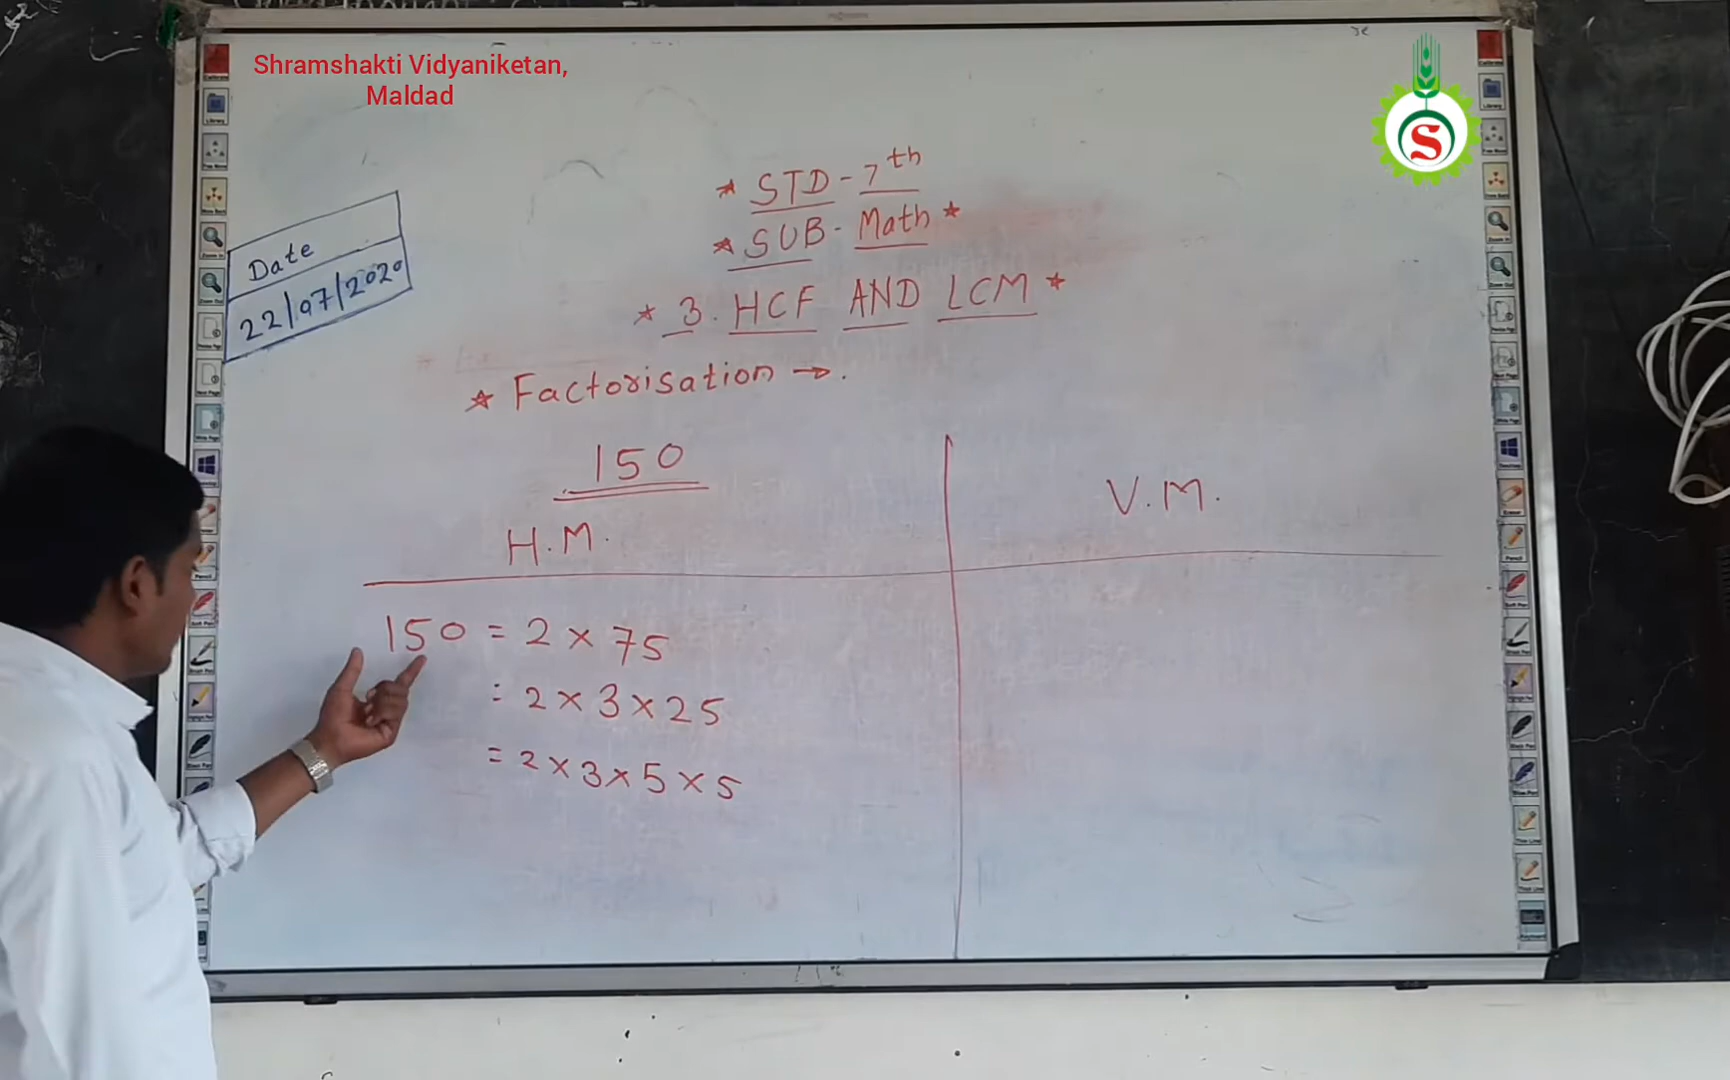 Shramshakti Vidyaniketan,
Maldad
S
* STD - 7th
* SUB - Math *
* 3. HCF AND LCM *
Date
22/07/2020
* Factorisation → .
150
H.M.
V.M.
150 = 2 × 75
= 2 × 3 × 25
= 2 × 3 × 5 × 5